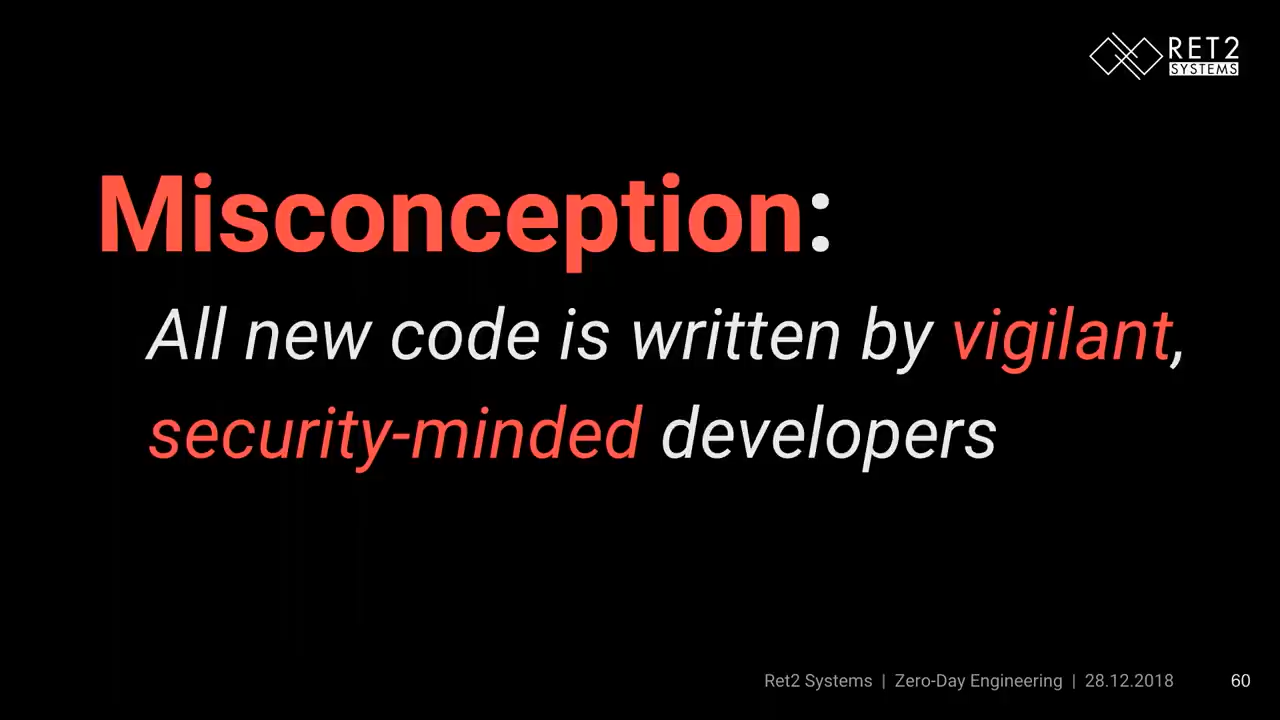 RET2
SYSTEMS
Misconception:
All new code is written by vigilant,
security-minded developers
Ret2 Systems | Zero-Day Engineering | 28.12.2018 60